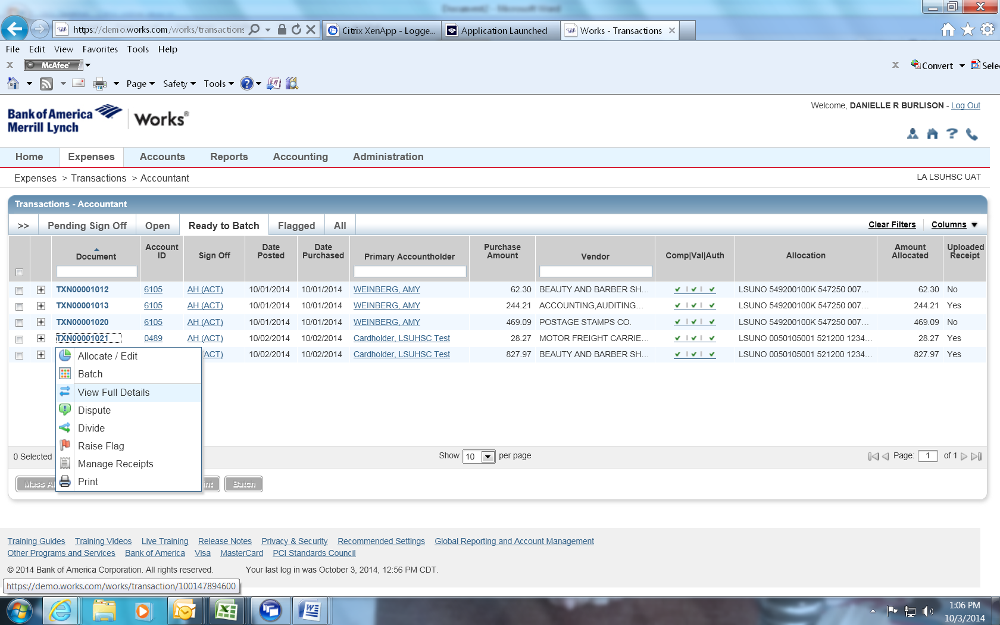 Document2 - Microsoft Word
https://demo.works.com/works/transactions
Citrix XenApp - Logge...
Application Launched
Works - Transactions
File Edit View Favorites Tools Help
McAfee
Convert
Page Safety Tools
Bank of America
Merrill Lynch
Works®
Welcome, DANIELLE R BURLISON - Log Out
Home Expenses Accounts Reports Accounting Administration
Expenses > Transactions > Accountant
LA LSUHSC UAT
Transactions - Accountant
>> Pending Sign Off Open Ready to Batch Flagged All
Clear Filters Columns
Document Account ID Sign Off Date Posted Date Purchased Primary Accountholder Purchase Amount Vendor Comp|Val|Auth Allocation Amount Allocated Uploaded Receipt
TXN00001012 6105 AH (ACT) 10/01/2014 10/01/2014 WEINBERG, AMY 62.30 BEAUTY AND BARBER SH... LSUNO 549200100K 547250 007... 62.30 No
TXN00001013 6105 AH (ACT) 10/01/2014 10/01/2014 WEINBERG, AMY 244.21 ACCOUNTING,AUDITING... LSUNO 549200100K 547250 007... 244.21 Yes
TXN00001020 6105 AH (ACT) 10/01/2014 10/01/2014 WEINBERG, AMY 469.09 POSTAGE STAMPS CO. LSUNO 549200100K 547250 007... 469.09 No
TXN00001021 0489 AH (ACT) 10/02/2014 10/02/2014 Cardholder, LSUHSC Test 28.27 MOTOR FREIGHT CARRIE... LSUNO 0050105001 521200 1234... 28.27 Yes
(ACT) 10/02/2014 10/02/2014 Cardholder, LSUHSC Test 827.97 BEAUTY AND BARBER SH... LSUNO 0050105001 521200 1234... 827.97 Yes
Allocate / Edit
Batch
View Full Details
Dispute
Divide
Raise Flag
Manage Receipts
Print
0 Selected
Show 10 per page
Page: 1 of 1
Mass Batch
Training Guides Training Videos Live Training Release Notes Privacy & Security Recommended Settings Global Reporting and Account Management
Other Programs and Services Bank of America Visa MasterCard PCI Standards Council
© 2014 Bank of America Corporation. All rights reserved. Your last log in was October 3, 2014, 12:56 PM CDT.
https://demo.works.com/works/transaction/100147894600
1:06 PM
10/3/2014